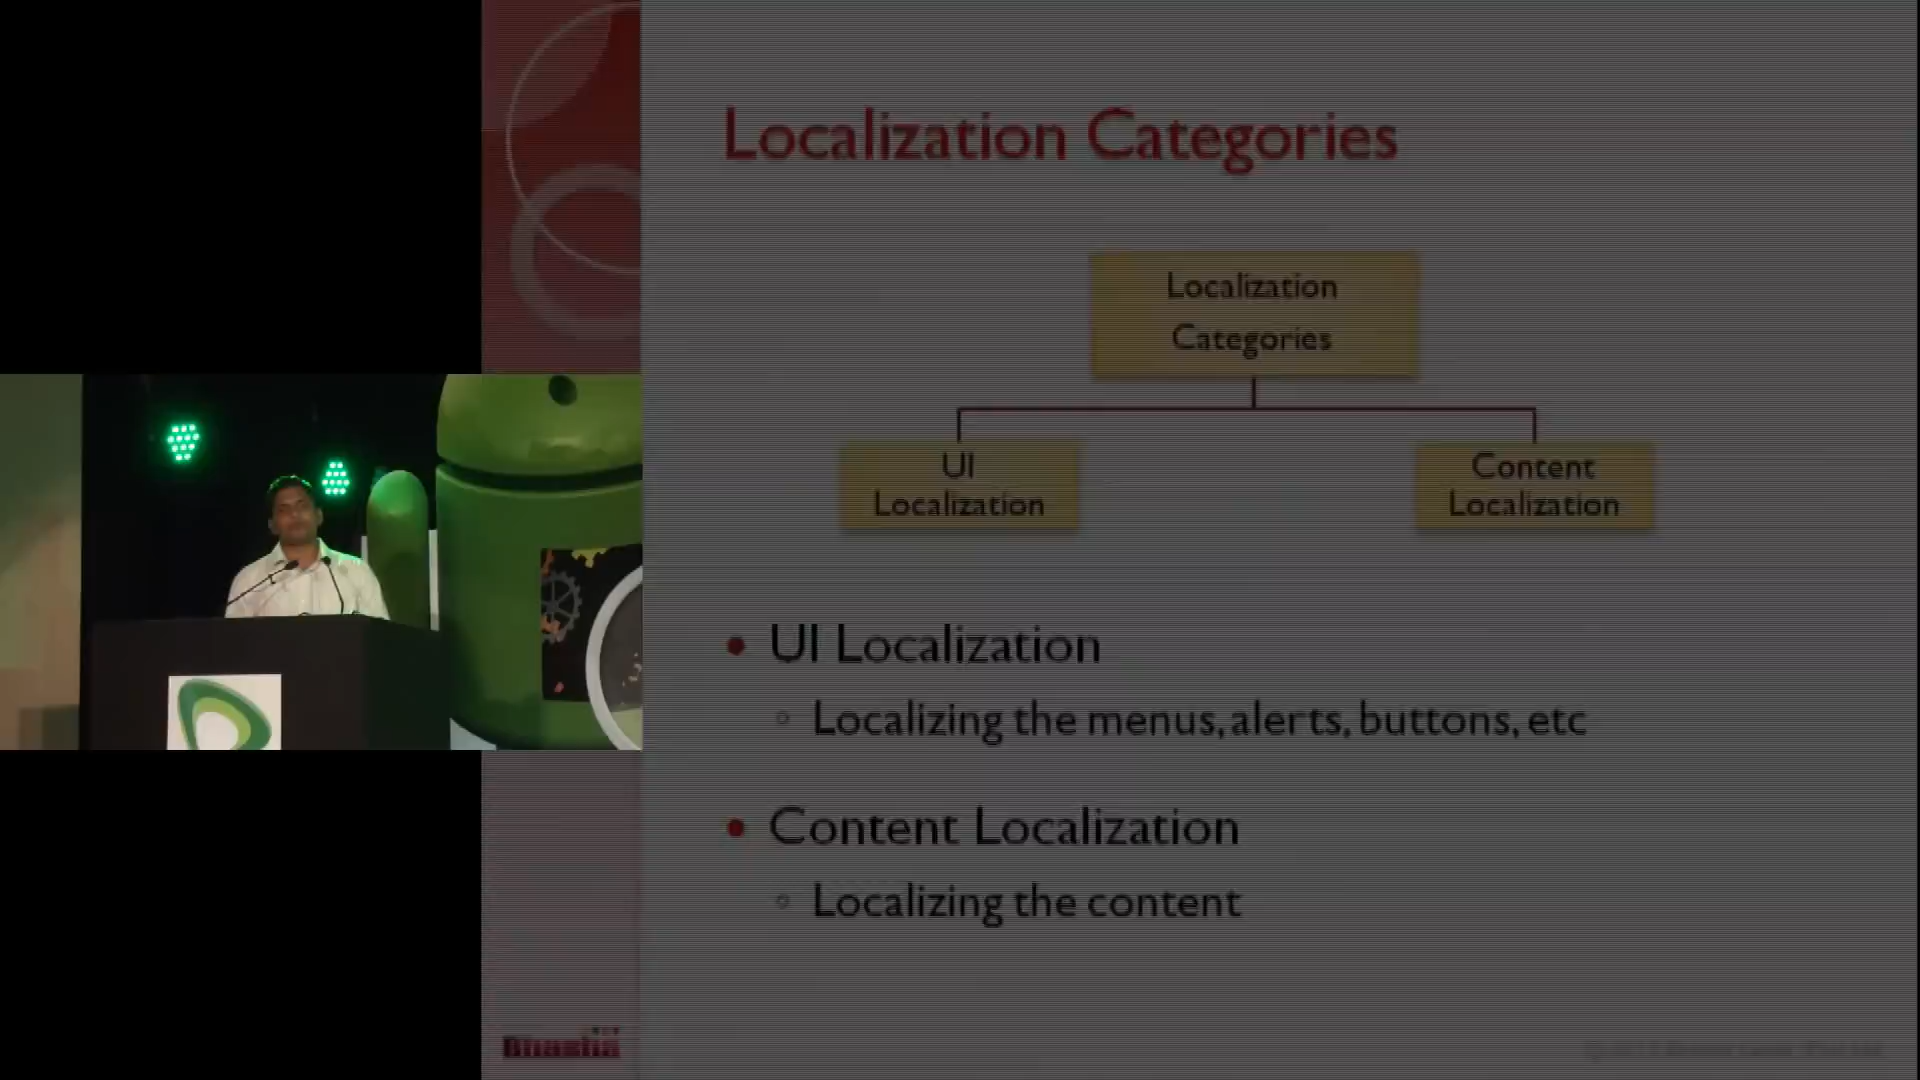 Localization Categories
Localization
Categories
UI
Localization
Content
Localization
• UI Localization
◦ Localizing the menus, alerts, buttons, etc
• Content Localization
◦ Localizing the content
Bhasha